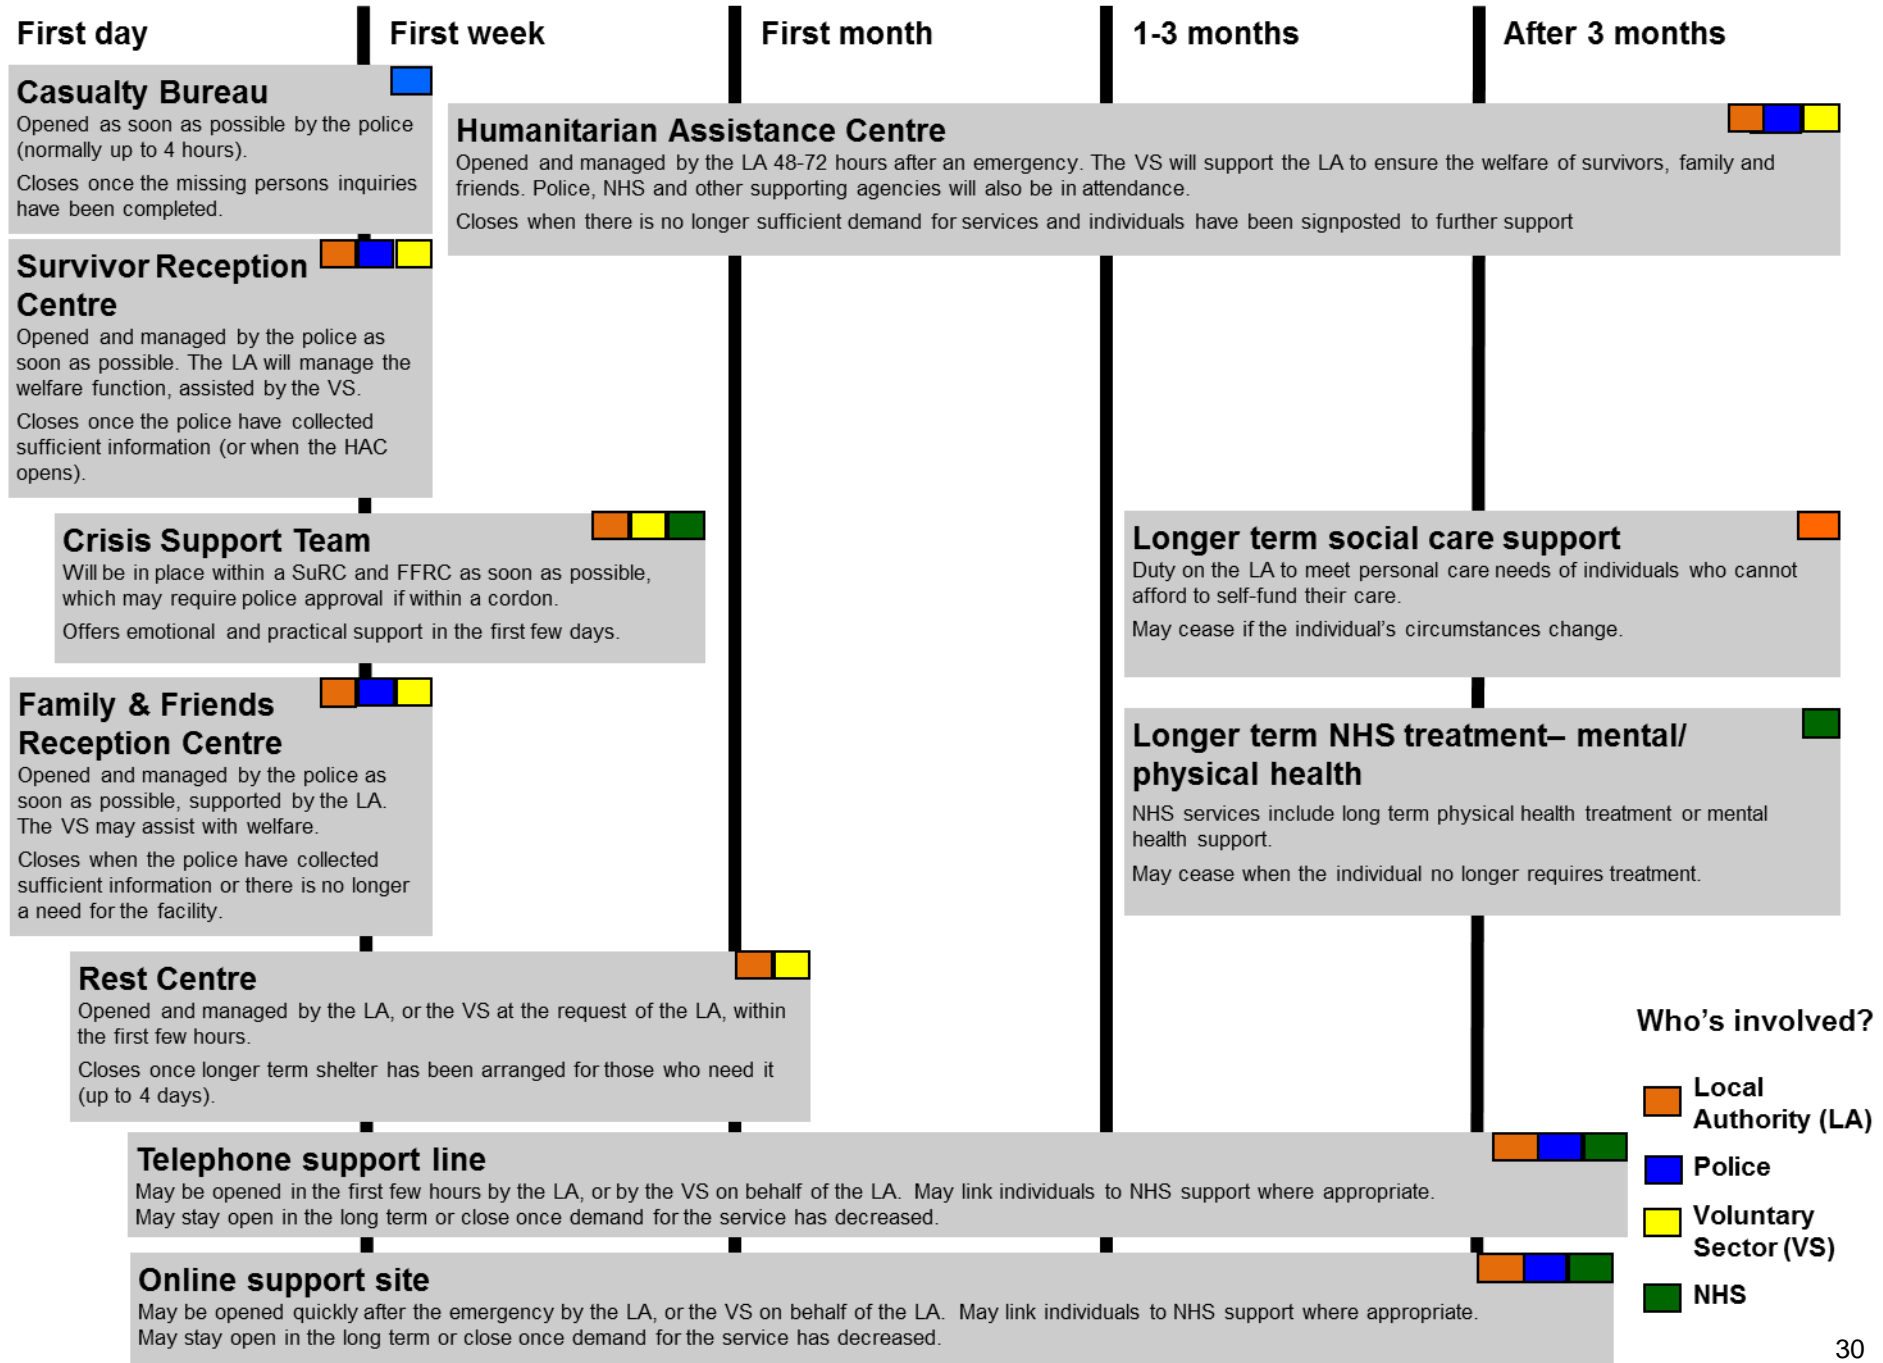 First day
First week
First month
1-3 months
After 3 months
Casualty Bureau
Opened as soon as possible by the police
(normally up to 4 hours).
Closes once the missing persons inquiries
have been completed.
Humanitarian Assistance Centre
Opened and managed by the LA 48-72 hours after an emergency. The VS will support the LA to ensure the welfare of survivors, family and
friends. Police, NHS and other supporting agencies will also be in attendance.
Closes when there is no longer sufficient demand for services and individuals have been signposted to further support
Survivor Reception
Centre
Opened and managed by the police as
soon as possible. The LA will manage the
welfare function, assisted by the VS.
Closes once the police have collected
sufficient information (or when the HAC
opens).
Crisis Support Team
Will be in place within a SuRC and FFRC as soon as possible,
which may require police approval if within a cordon.
Offers emotional and practical support in the first few days.
Longer term social care support
Duty on the LA to meet personal care needs of individuals who cannot
afford to self-fund their care.
May cease if the individual's circumstances change.
Family & Friends
Reception Centre
Opened and managed by the police as
soon as possible, supported by the LA.
The VS may assist with welfare.
Closes when the police have collected
sufficient information or there is no longer
a need for the facility.
Longer term NHS treatment– mental/
physical health
NHS services include long term physical health treatment or mental
health support.
May cease when the individual no longer requires treatment.
Rest Centre
Opened and managed by the LA, or the VS at the request of the LA, within
the first few hours.
Closes once longer term shelter has been arranged for those who need it
(up to 4 days).
Telephone support line
May be opened in the first few hours by the LA, or by the VS on behalf of the LA. May link individuals to NHS support where appropriate.
May stay open in the long term or close once demand for the service has decreased.
Online support site
May be opened quickly after the emergency by the LA, or the VS on behalf of the LA. May link individuals to NHS support where appropriate.
May stay open in the long term or close once demand for the service has decreased.
Who's involved?
Local
Authority (LA)
Police
Voluntary
Sector (VS)
NHS
30